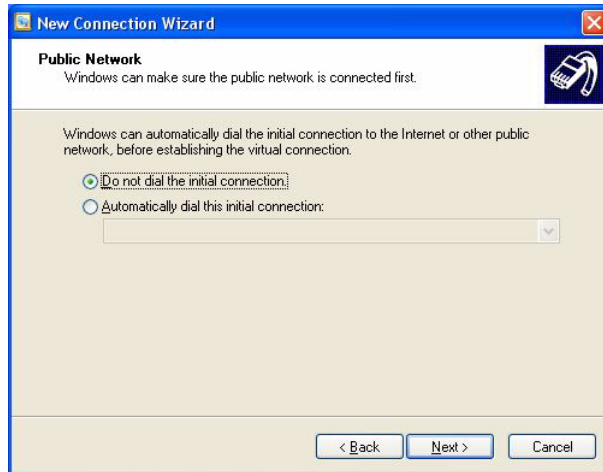 New Connection Wizard
Public Network
Windows can make sure the public network is connected first.
Windows can automatically dial the initial connection to the Internet or other public
network, before establishing the virtual connection.
Do not dial the initial connection.
Automatically dial this initial connection:
< Back Next > Cancel